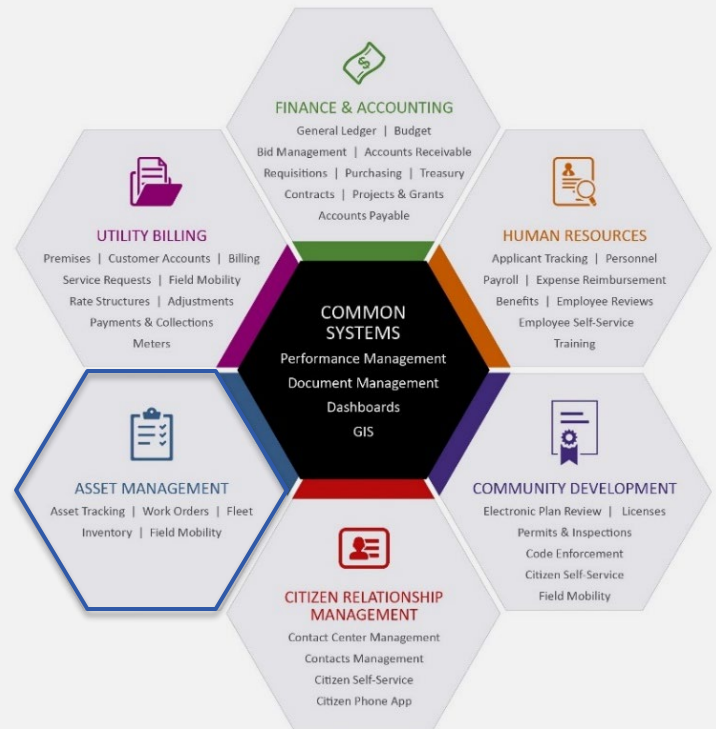 FINANCE & ACCOUNTING
General Ledger | Budget
Bid Management | Accounts Receivable
Requisitions | Purchasing | Treasury
Contracts | Projects & Grants
Accounts Payable
UTILITY BILLING
Premises | Customer Accounts | Billing
Service Requests | Field Mobility
Rate Structures | Adjustments
Payments & Collections
Meters
HUMAN RESOURCES
Applicant Tracking | Personnel
Payroll | Expense Reimbursement
Benefits | Employee Reviews
Employee Self-Service
Training
COMMON
SYSTEMS
Performance Management
Document Management
Dashboards
GIS
ASSET MANAGEMENT
Asset Tracking | Work Orders | Fleet
Inventory | Field Mobility
COMMUNITY DEVELOPMENT
Electronic Plan Review | Licenses
Permits & Inspections
Code Enforcement
Citizen Self-Service
Field Mobility
CITIZEN RELATIONSHIP
MANAGEMENT
Contact Center Management
Contacts Management
Citizen Self-Service
Citizen Phone App